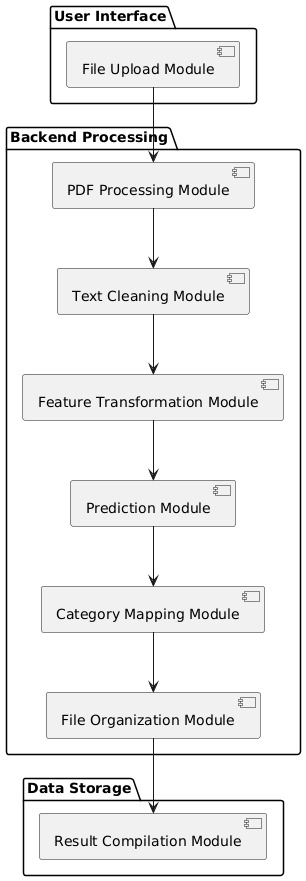 User Interface
File Upload Module
Backend Processing
PDF Processing Module
Text Cleaning Module
Feature Transformation Module
Prediction Module
Category Mapping Module
File Organization Module
Data Storage
Result Compilation Module